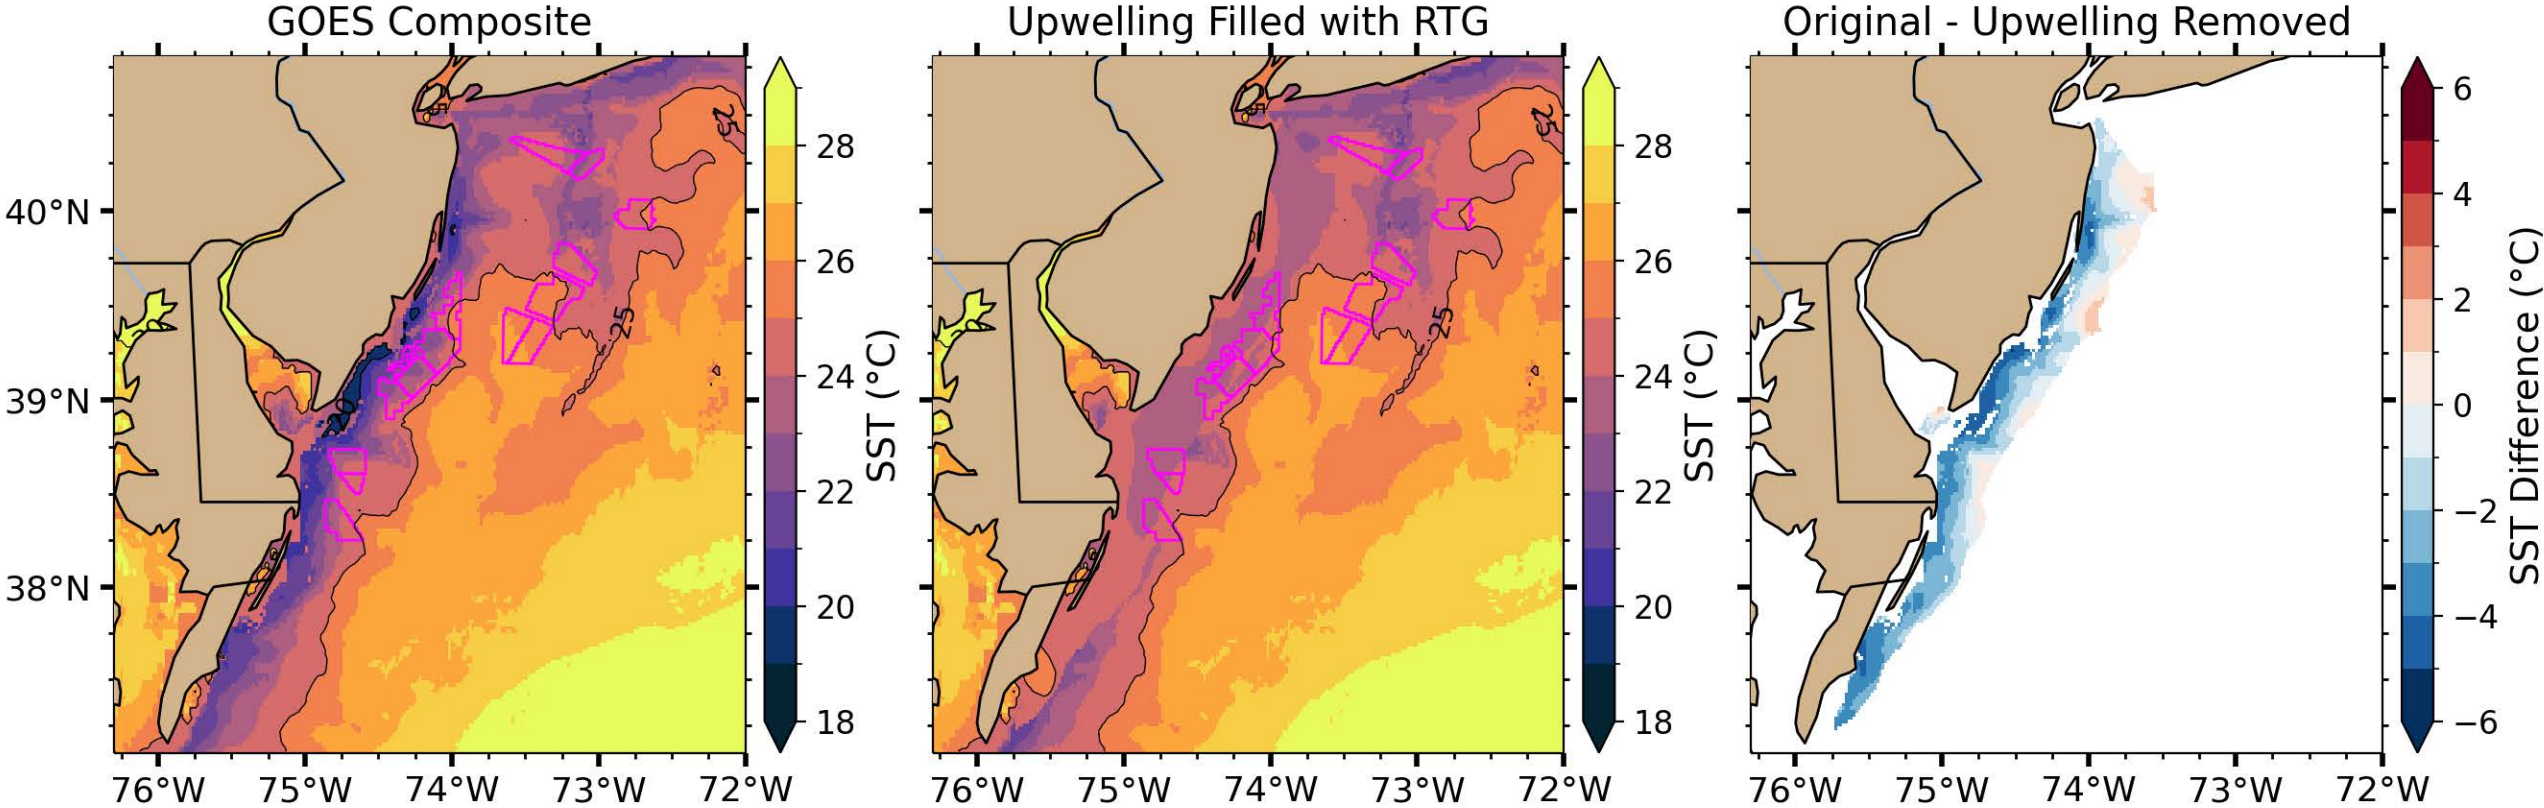 GOES Composite
Upwelling Filled with RTG
Original - Upwelling Removed
40°N
39°N
38°N
76°W
75°W
74°W
73°W
72°W
25
25
20
28
26
24
22
20
18
SST (°C)
76°W
75°W
74°W
73°W
72°W
25
25
28
26
24
22
20
18
SST (°C)
76°W
75°W
74°W
73°W
72°W
6
4
2
0
−2
−4
−6
SST Difference (°C)